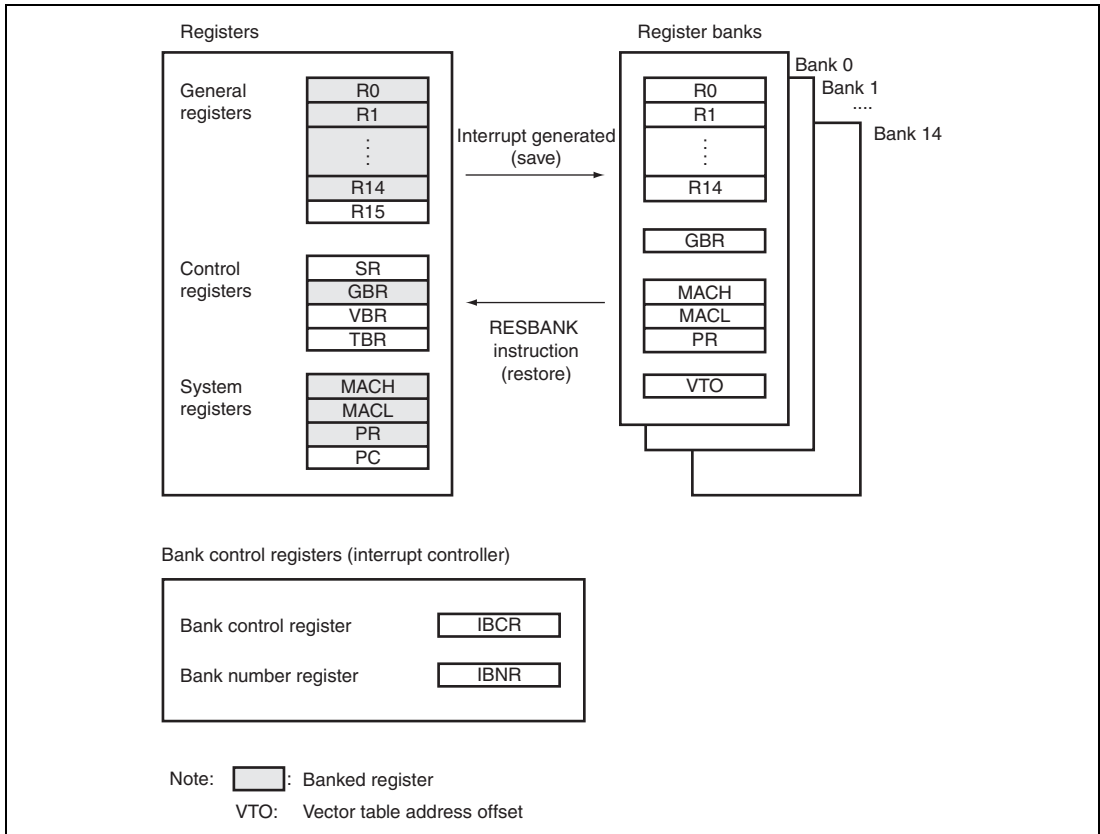 Registers
Register banks
General
registers
R0
R1
⋮
R14
R15
Control
registers
SR
GBR
VBR
TBR
System
registers
MACH
MACL
PR
PC
Interrupt generated
(save)
RESBANK
instruction
(restore)
Bank 0
Bank 1
....
Bank 14
R0
R1
⋮
R14
GBR
MACH
MACL
PR
VTO
Bank control registers (interrupt controller)
Bank control register IBCR
Bank number register IBNR
Note: : Banked register
VTO: Vector table address offset